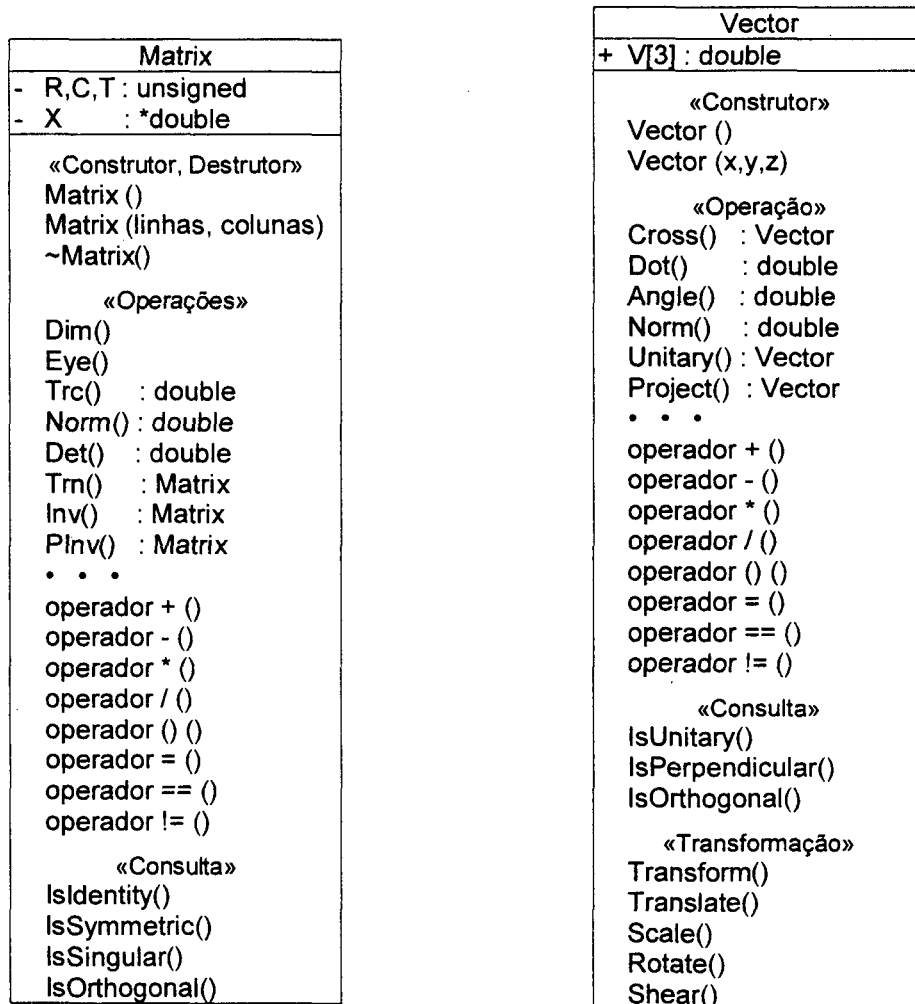 Matrix
- R,C,T : unsigned
- X : *double
«Construtor, Destrutor»
Matrix ()
Matrix (linhas, colunas)
~Matrix()
«Operações»
Dim()
Eye()
Trc() : double
Norm() : double
Det() : double
Trn() : Matrix
Inv() : Matrix
PInv() : Matrix
• • •
operador + ()
operador - ()
operador * ()
operador / ()
operador () ()
operador = ()
operador == ()
operador != ()
«Consulta»
IsIdentity()
IsSymmetric()
IsSingular()
IsOrthogonal()
Vector
+ V[3] : double
«Construtor»
Vector ()
Vector (x,y,z)
«Operação»
Cross() : Vector
Dot() : double
Angle() : double
Norm() : double
Unitary() : Vector
Project() : Vector
• • •
operador + ()
operador - ()
operador * ()
operador / ()
operador () ()
operador = ()
operador == ()
operador != ()
«Consulta»
IsUnitary()
IsPerpendicular()
IsOrthogonal()
«Transformação»
Transform()
Translate()
Scale()
Rotate()
Shear()